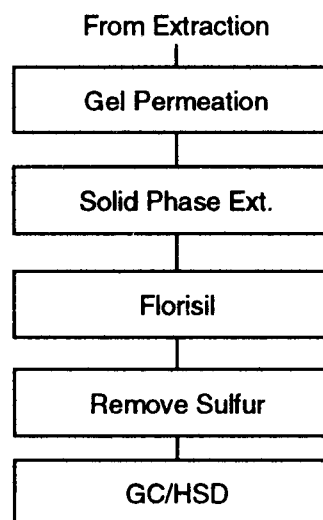 From Extraction
Gel Permeation
Solid Phase Ext.
Florisil
Remove Sulfur
GC/HSD